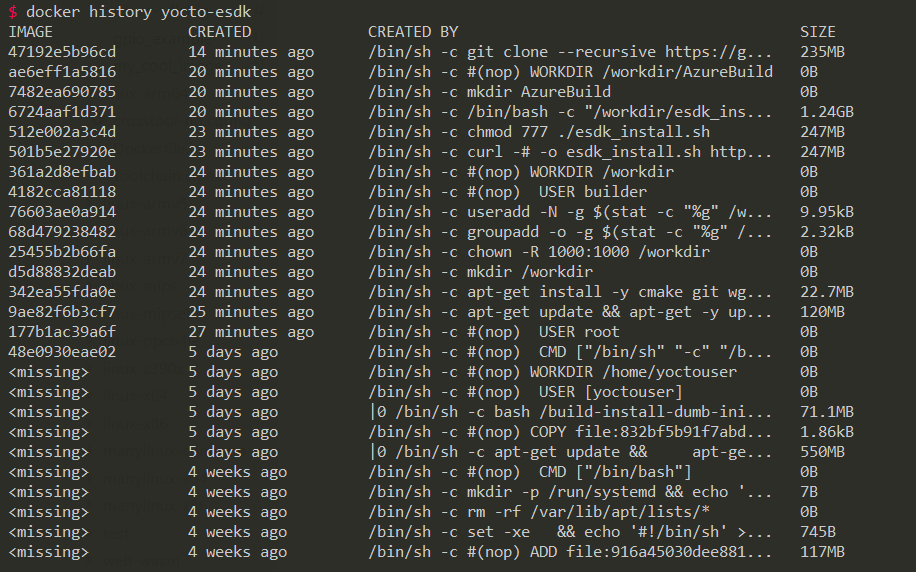 $ docker history yocto-esdk
IMAGE CREATED CREATED BY SIZE
47192e5b96cd 14 minutes ago /bin/sh -c git clone --recursive https://g... 235MB
ae6eff1a5816 20 minutes ago /bin/sh -c #(nop) WORKDIR /workdir/AzureBuild 0B
7482ea690785 20 minutes ago /bin/sh -c mkdir AzureBuild 0B
6724aaf1d371 20 minutes ago /bin/sh -c /bin/bash -c "/workdir/esdk_ins... 1.24GB
512e002a3c4d 23 minutes ago /bin/sh -c chmod 777 ./esdk_install.sh 247MB
501b5e27920e 23 minutes ago /bin/sh -c curl -# -o esdk_install.sh http... 247MB
361a2d8efbab 24 minutes ago /bin/sh -c #(nop) WORKDIR /workdir 0B
4182cca81118 24 minutes ago /bin/sh -c #(nop)  USER builder 0B
76603ae0a914 24 minutes ago /bin/sh -c useradd -N -g $(stat -c "%g" /w... 9.95kB
68d479238482 24 minutes ago /bin/sh -c groupadd -o -g $(stat -c "%g" /... 2.32kB
25455b2b66fa 24 minutes ago /bin/sh -c chown -R 1000:1000 /workdir 0B
d5d88832deab 24 minutes ago /bin/sh -c mkdir /workdir 0B
342ea55fda0e 24 minutes ago /bin/sh -c apt-get install -y cmake git wg... 22.7MB
9ae82f6b3cf7 25 minutes ago /bin/sh -c apt-get update && apt-get -y up... 120MB
177b1ac39a6f 27 minutes ago /bin/sh -c #(nop)  USER root 0B
48e0930eae02 5 days ago /bin/sh -c #(nop)  CMD ["/bin/sh" "-c" "/b... 0B
<missing> 5 days ago /bin/sh -c #(nop) WORKDIR /home/yoctouser 0B
<missing> 5 days ago /bin/sh -c #(nop)  USER [yoctouser] 0B
<missing> 5 days ago |0 /bin/sh -c bash /build-install-dumb-ini... 71.1MB
<missing> 5 days ago /bin/sh -c #(nop) COPY file:832bf5b91f7abd... 1.86kB
<missing> 5 days ago |0 /bin/sh -c apt-get update &&     apt-ge... 550MB
<missing> 4 weeks ago /bin/sh -c #(nop)  CMD ["/bin/bash"] 0B
<missing> 4 weeks ago /bin/sh -c mkdir -p /run/systemd && echo '... 7B
<missing> 4 weeks ago /bin/sh -c rm -rf /var/lib/apt/lists/* 0B
<missing> 4 weeks ago /bin/sh -c set -xe   && echo '#!/bin/sh' >... 745B
<missing> 4 weeks ago /bin/sh -c #(nop) ADD file:916a45030dee881... 117MB